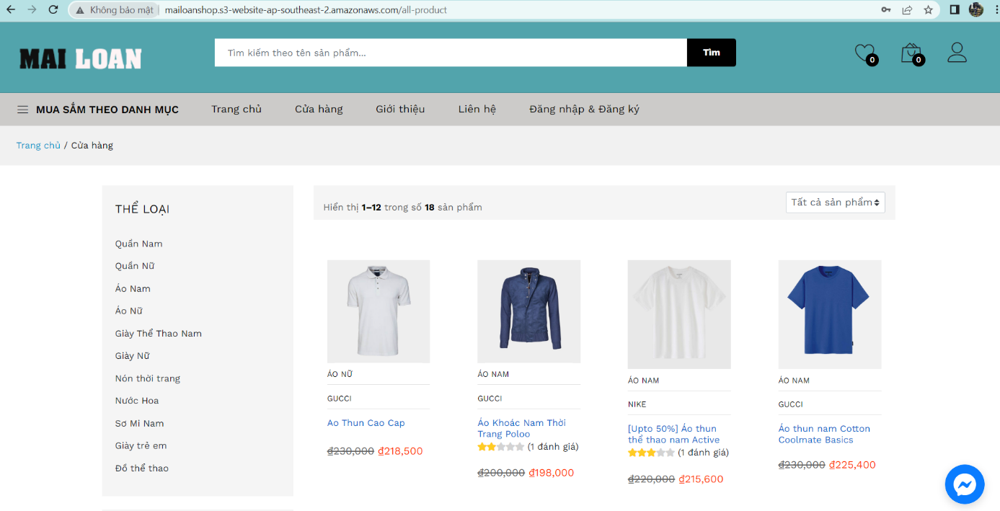 Không bảo mật | mailoanshop.s3-website-ap-southeast-2.amazonaws.com/all-product
MAI LOAN
Tìm kiếm theo tên sản phẩm...
Tìm
0
0
MUA SẮM THEO DANH MỤC
Trang chủ
Cửa hàng
Giới thiệu
Liên hệ
Đăng nhập & Đăng ký
Trang chủ / Cửa hàng
THỂ LOẠI
Quần Nam
Quần Nữ
Áo Nam
Áo Nữ
Giày Thể Thao Nam
Giày Nữ
Nón thời trang
Nước Hoa
Sơ Mi Nam
Giày trẻ em
Đồ thể thao
Hiển thị 1–12 trong số 18 sản phẩm
Tất cả sản phẩm
ÁO NỮ
GUCCI
Ao Thun Cao Cap
₫230,000 ₫218,500
ÁO NAM
GUCCI
Áo Khoác Nam Thời
Trang Poloo
(1 đánh giá)
₫200,000 ₫198,000
ÁO NAM
NIKE
[Upto 50%] Áo thun
thể thao nam Active
(1 đánh giá)
₫220,000 ₫215,600
ÁO NAM
GUCCI
Áo thun nam Cotton
Coolmate Basics
₫230,000 ₫225,400